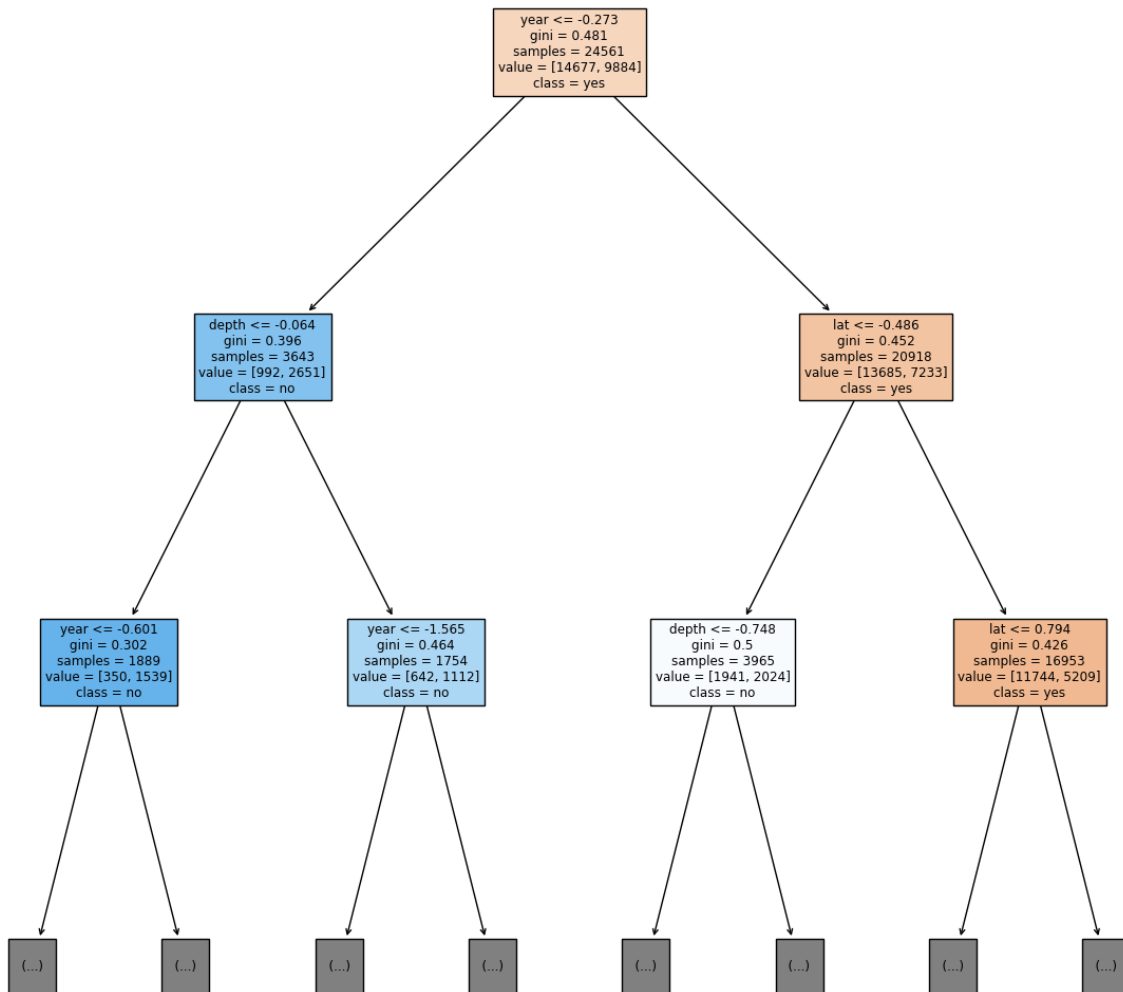 year <= -0.273
gini = 0.481
samples = 24561
value = [14677, 9884]
class = yes
depth <= -0.064
gini = 0.396
samples = 3643
value = [992, 2651]
class = no
lat <= -0.486
gini = 0.452
samples = 20918
value = [13685, 7233]
class = yes
year <= -0.601
gini = 0.302
samples = 1889
value = [350, 1539]
class = no
year <= -1.565
gini = 0.464
samples = 1754
value = [642, 1112]
class = no
depth <= -0.748
gini = 0.5
samples = 3965
value = [1941, 2024]
class = no
lat <= 0.794
gini = 0.426
samples = 16953
value = [11744, 5209]
class = yes
(...)
(...)
(...)
(...)
(...)
(...)
(...)
(...)